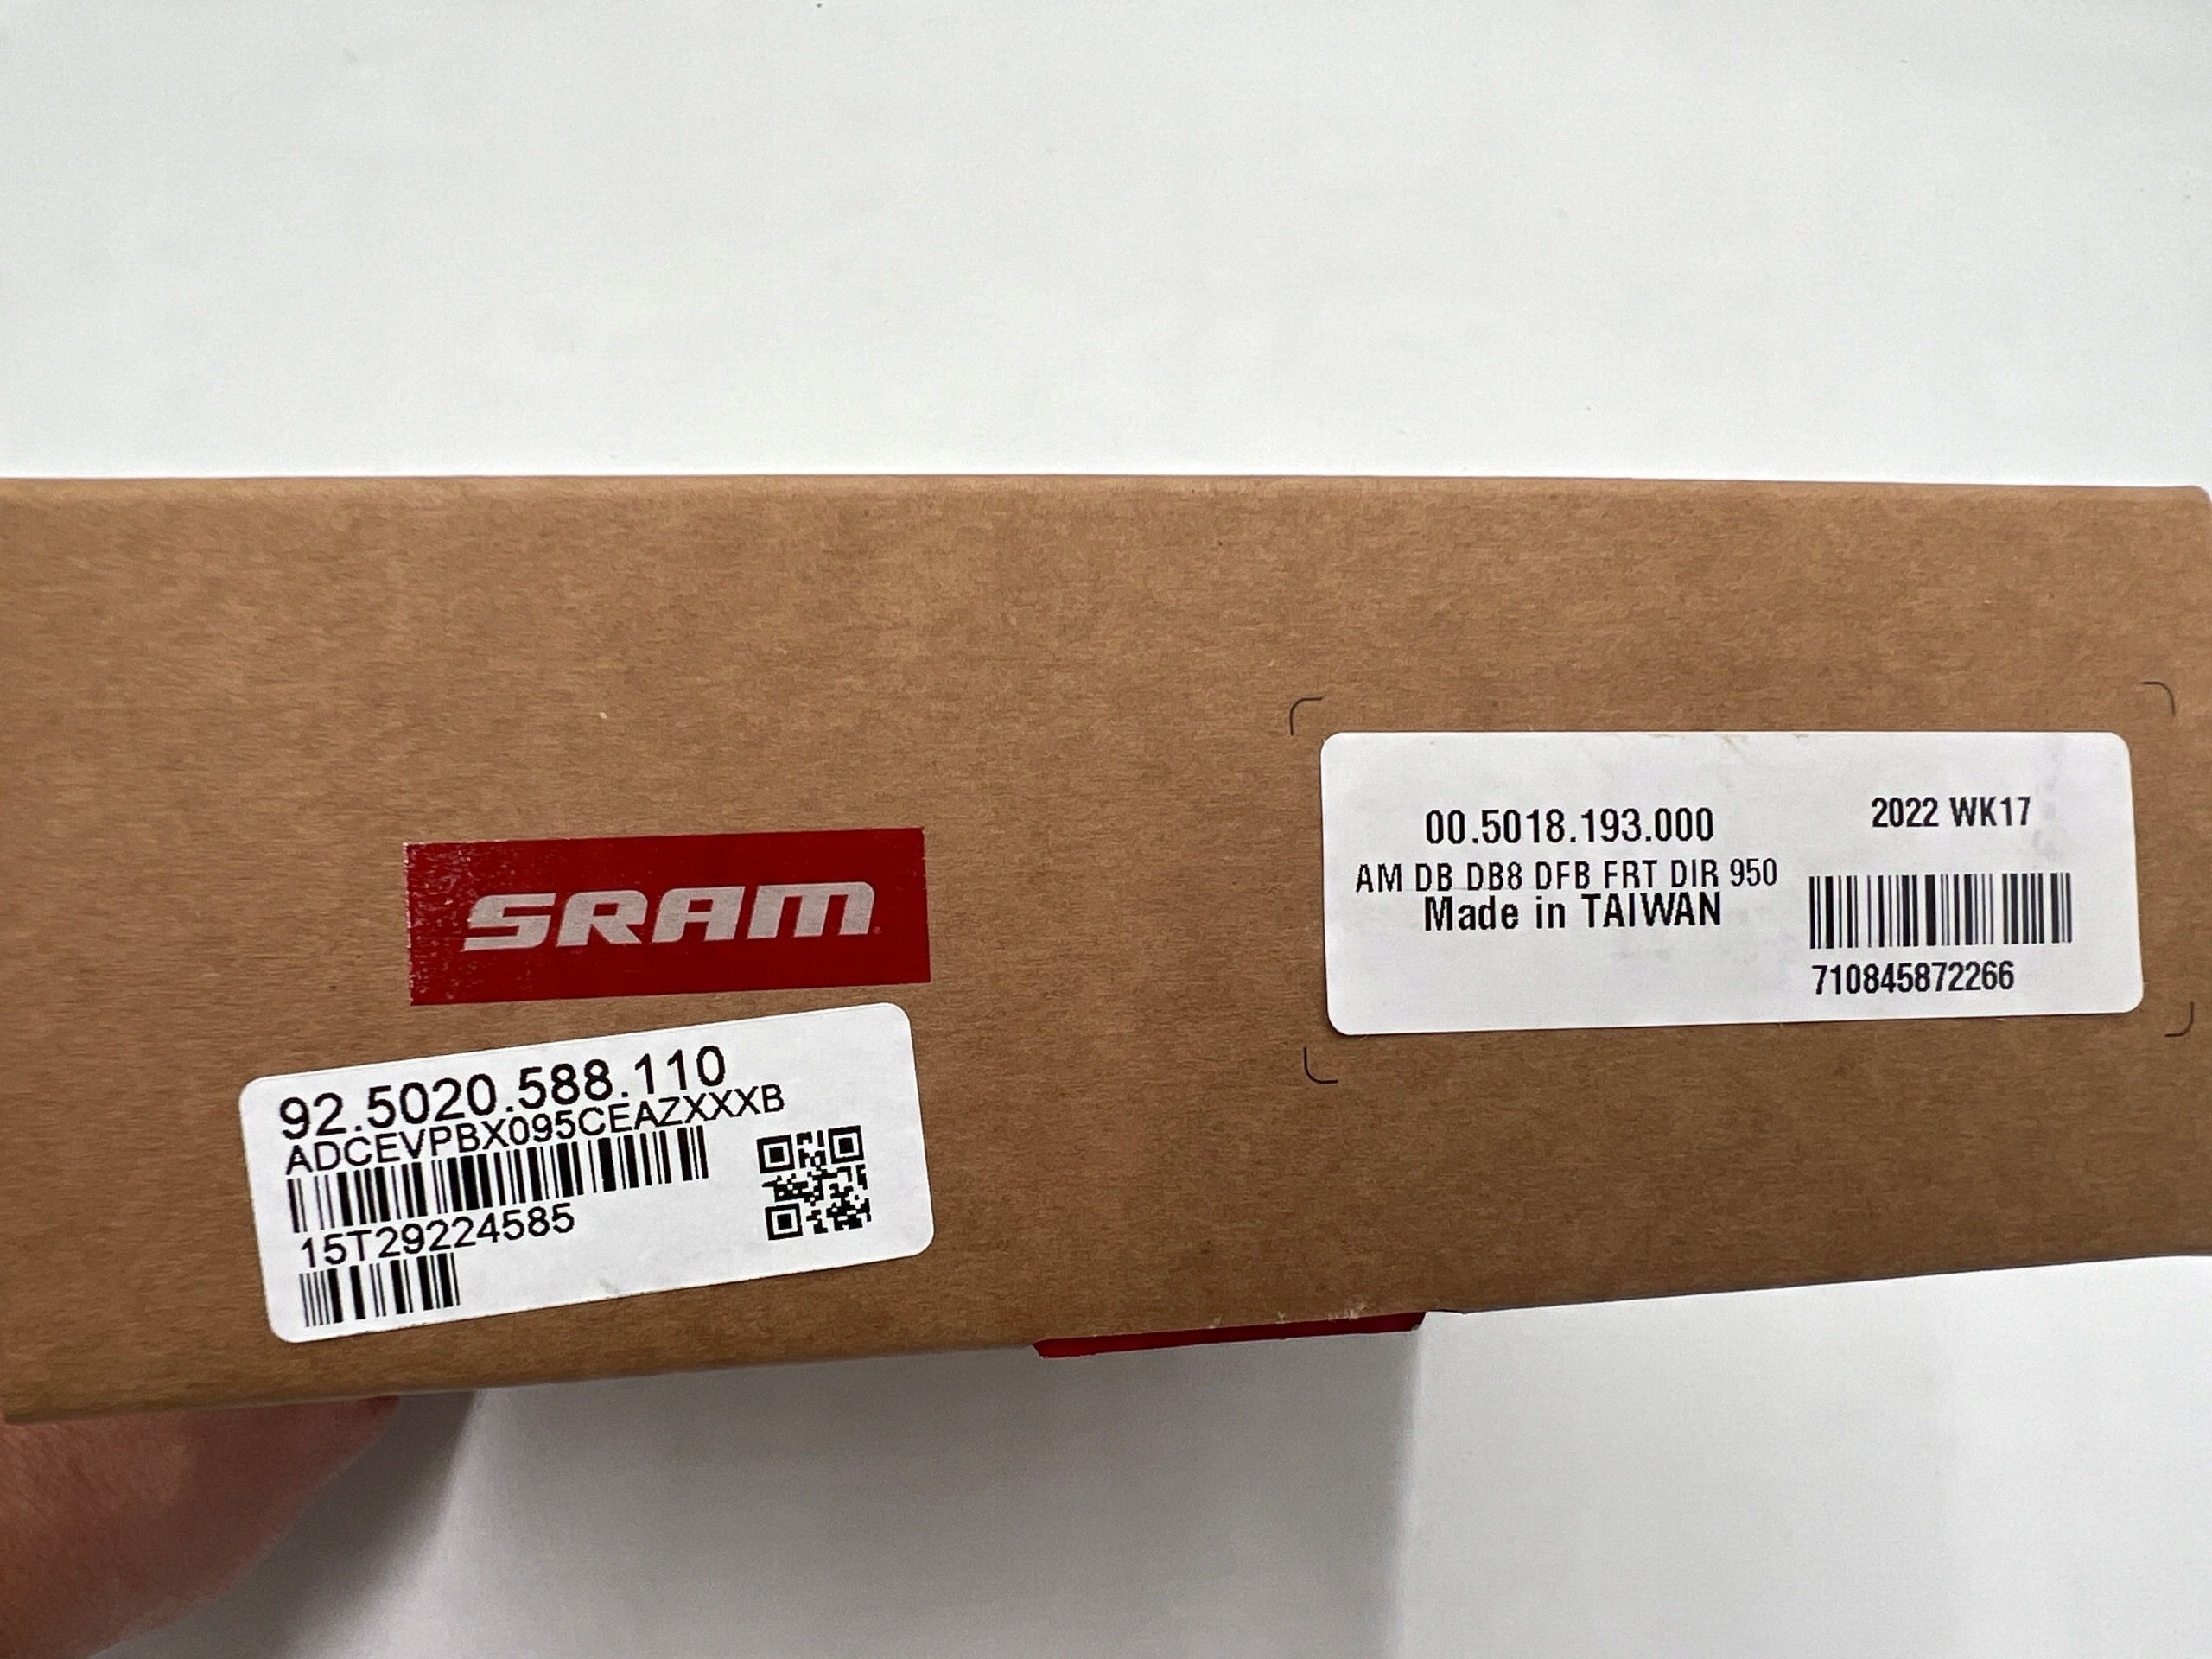 SRAM
92.5020.588.110
ADCEVPBX095CEAZXXXB
15T29224585
00.5018.193.000
AM DB DB8 DFB FRT DIR 950
Made in TAIWAN
2022 WK17
710845872266